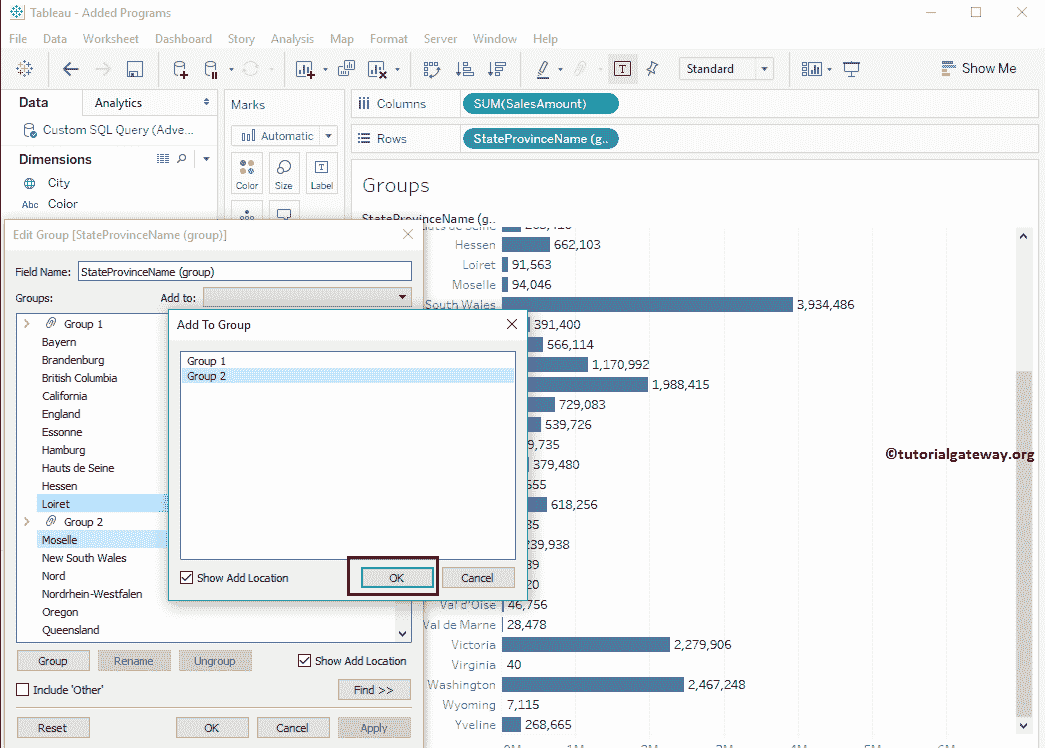 Tableau - Added Programs
File Data Worksheet Dashboard Story Analysis Map Format Server Window Help
Standard
Show Me
Data
Analytics
Custom SQL Query (Adve...
Dimensions
City
Abc Color
Marks
Automatic
Color Size Label
Columns
SUM(SalesAmount)
Rows
StateProvinceName (g..
Groups
StateProvinceName (g..
Hessen 662,103
Loiret 91,563
Moselle 94,046
South Wales 3,934,486
391,400
566,114
1,170,992
1,988,415
729,083
539,726
9,735
379,480
555
618,256
35
239,938
39
20
Val d'Oise 46,756
Val de Marne 28,478
Victoria 2,279,906
Virginia 40
Washington 2,467,248
Wyoming 7,115
Yveline 268,665
©tutorialgateway.org
Edit Group [StateProvinceName (group)]
Field Name: StateProvinceName (group)
Groups:
Add to:
Group 1
Bayern
Brandenburg
British Columbia
California
England
Essonne
Hamburg
Hauts de Seine
Hessen
Loiret
Group 2
Moselle
New South Wales
Nord
Nordrhein-Westfalen
Oregon
Queensland
Group Rename Ungroup
Show Add Location
Include 'Other'
Find >>
Reset OK Cancel Apply
Add To Group
Group 1
Group 2
Show Add Location
OK Cancel